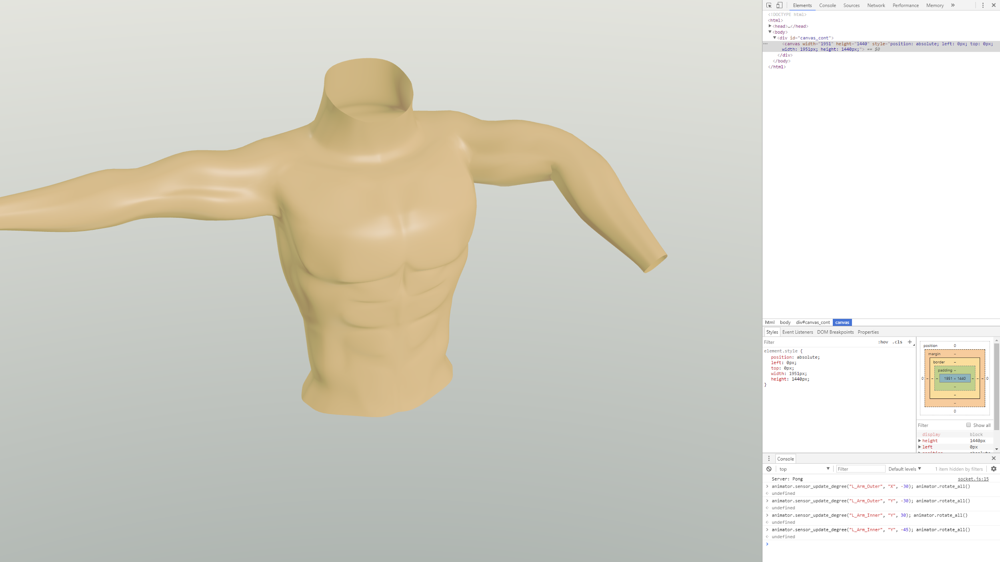 Elements Console Sources Network Performance Memory »
<!DOCTYPE html>
<html>
<head>…</head>
<body>
<div id="canvas_cont">
<canvas width="1951" height="1440" style="position: absolute; left: 0px; top: 0px;
width: 1951px; height: 1440px;"> == $0
</div>
</body>
</html>
html body div#canvas_cont canvas
Styles Event Listeners DOM Breakpoints Properties
Filter :hov .cls +
element.style {
position: absolute;
left: 0px;
top: 0px;
width: 1951px;
height: 1440px;
}
position 0
margin –
border –
padding –
0 – – – 1951 × 1440 – – – 0
–
–
–
0
Filter Show all
display block
height 1440px
left 0px
Console
top Filter Default levels 1 item hidden by filters
Server: Pong socket.js:15
> animator.sensor_update_degree("L_Arm_Outer", "X", -30); animator.rotate_all()
undefined
> animator.sensor_update_degree("L_Arm_Outer", "Y", -30); animator.rotate_all()
undefined
> animator.sensor_update_degree("L_Arm_Inner", "Y", 30); animator.rotate_all()
undefined
> animator.sensor_update_degree("L_Arm_Inner", "Y", -45); animator.rotate_all()
undefined
>